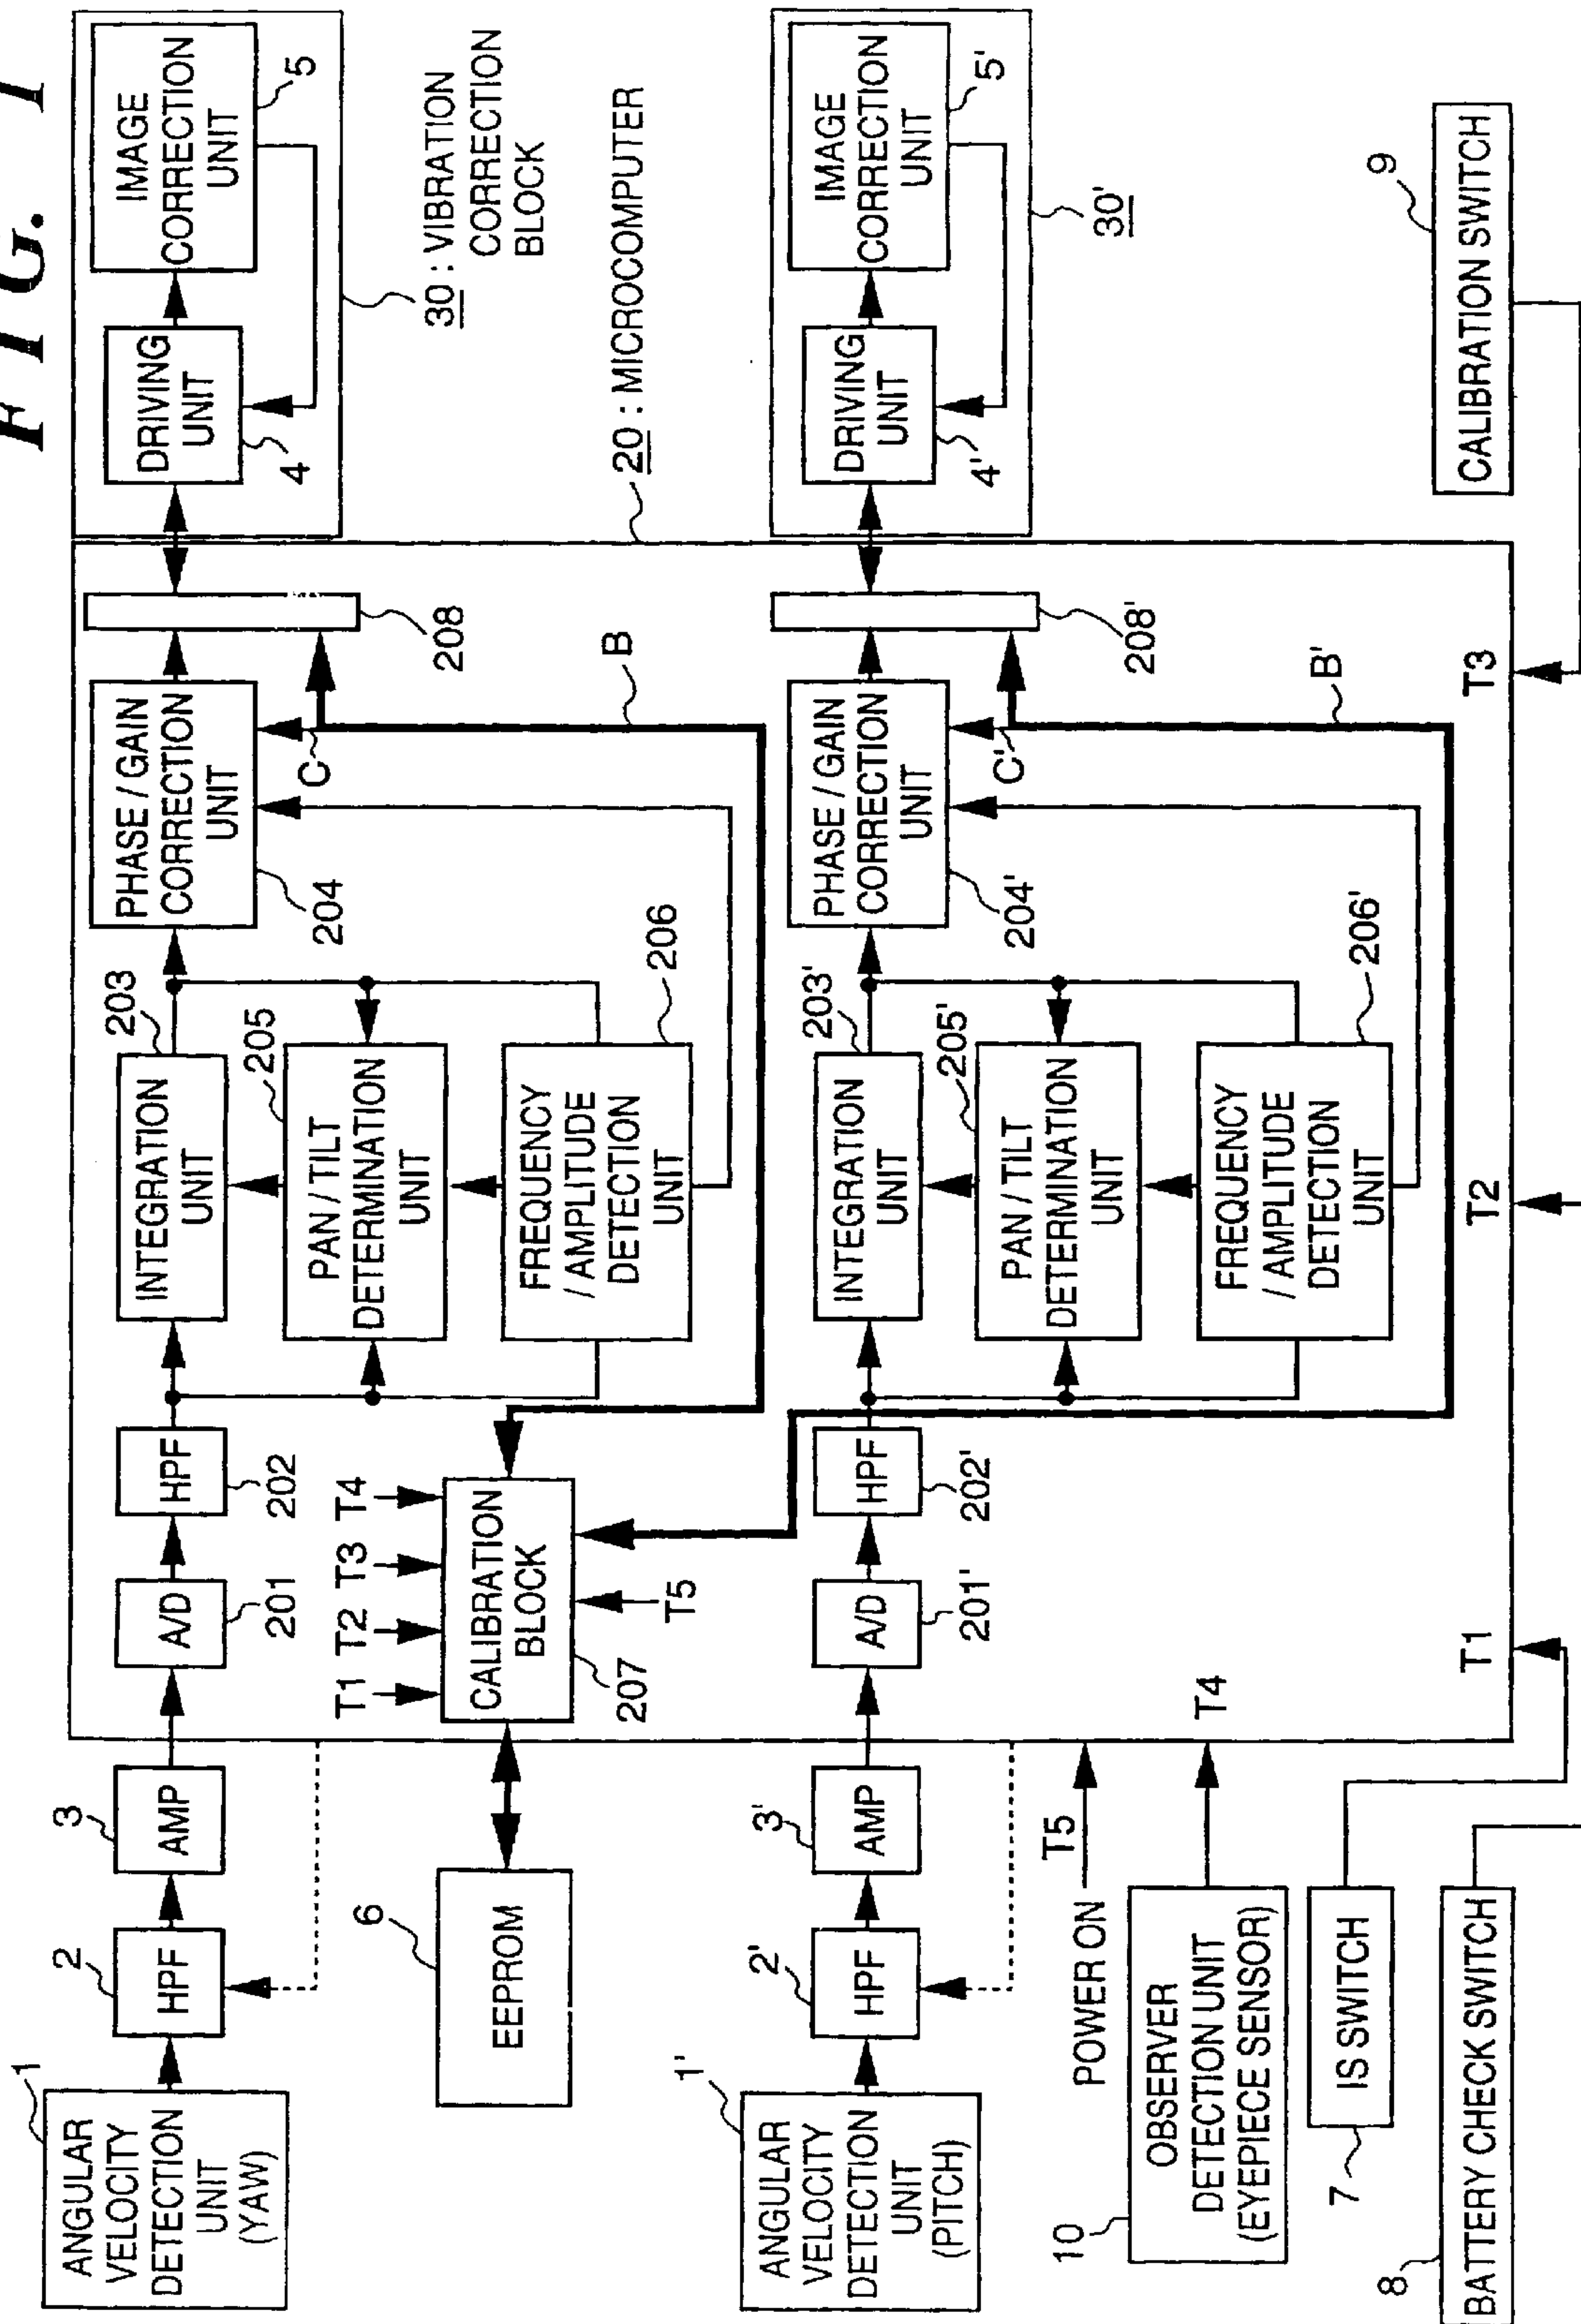 FIG. 1
1
ANGULAR
VELOCITY
DETECTION
UNIT
(YAW)
2
HPF
3
AMP
A/D
201
HPF
202
INTEGRATION
UNIT
203
PAN / TILT
DETERMINATION
UNIT
205
FREQUENCY
/ AMPLITUDE
DETECTION
UNIT
206
PHASE / GAIN
CORRECTION
UNIT
204
C
B
208
DRIVING
UNIT
4
IMAGE
CORRECTION
UNIT
5
30 : VIBRATION
CORRECTION
BLOCK
20 : MICROCOMPUTER
6
EEPROM
T1
T2
T3
T4
CALIBRATION
BLOCK
207
T5
1'
ANGULAR
VELOCITY
DETECTION
UNIT
(PITCH)
2'
HPF
3'
AMP
A/D
201'
HPF
202'
INTEGRATION
UNIT
203'
PAN / TILT
DETERMINATION
UNIT
205'
FREQUENCY
/ AMPLITUDE
DETECTION
UNIT
206'
PHASE / GAIN
CORRECTION
UNIT
204'
C'
B'
208'
DRIVING
UNIT
4'
IMAGE
CORRECTION
UNIT
5'
30'
POWER ON
T5
10
OBSERVER
DETECTION UNIT
(EYEPIECE SENSOR)
T4
7
IS SWITCH
T1
8
BATTERY CHECK SWITCH
T2
T3
9
CALIBRATION SWITCH